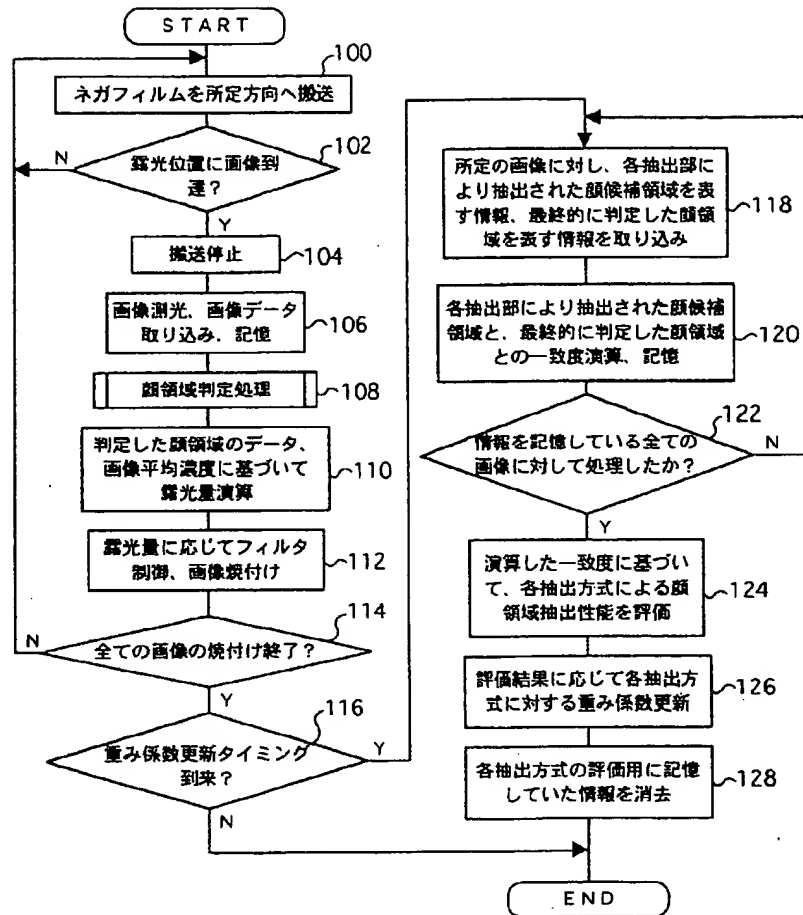 START
100
ネガフィルムを所定方向へ搬送
102
N
露光位置に画像到
達?
Y
搬送停止
104
画像測光、画像データ
取り込み、記憶
106
顔領域判定処理
108
判定した顔領域のデータ、
画像平均濃度に基づいて
露光量演算
110
露光量に応じてフィルタ
制御、画像焼付け
112
114
N
全ての画像の焼付け終了?
Y
116
重み係数更新タイミング
到来?
Y
N
所定の画像に対し、各抽出部
により抽出された顔候補領域を表
す情報、最終的に判定した顔領
域を表す情報を取り込み
118
各抽出部により抽出された顔候補
領域と、最終的に判定した顔領域
との一致度演算、記憶
120
122
情報を記憶している全ての
画像に対して処理したか?
N
Y
演算した一致度に基づい
て、各抽出方式による顔
領域抽出性能を評価
124
評価結果に応じて各抽出方
式に対する重み係数更新
126
各抽出方式の評価用に記憶
していた情報を消去
128
END